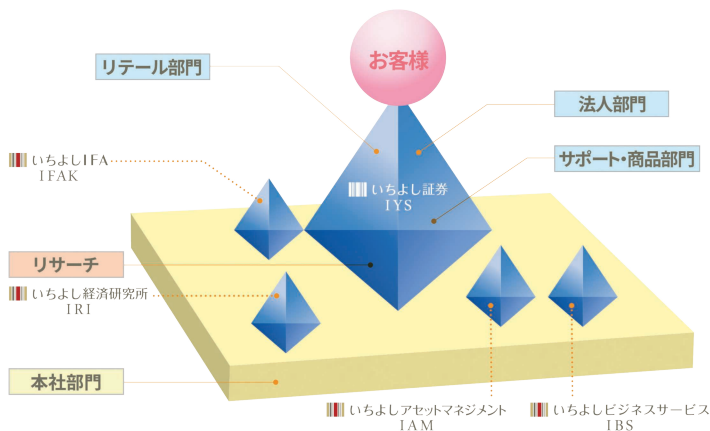 お客様
リテール部門
法人部門
いちよしIFA
IFAK
サポート・商品部門
いちよし証券
IYS
リサーチ
いちよし経済研究所
IRI
本社部門
いちよしアセットマネジメント
IAM
いちよしビジネスサービス
IBS